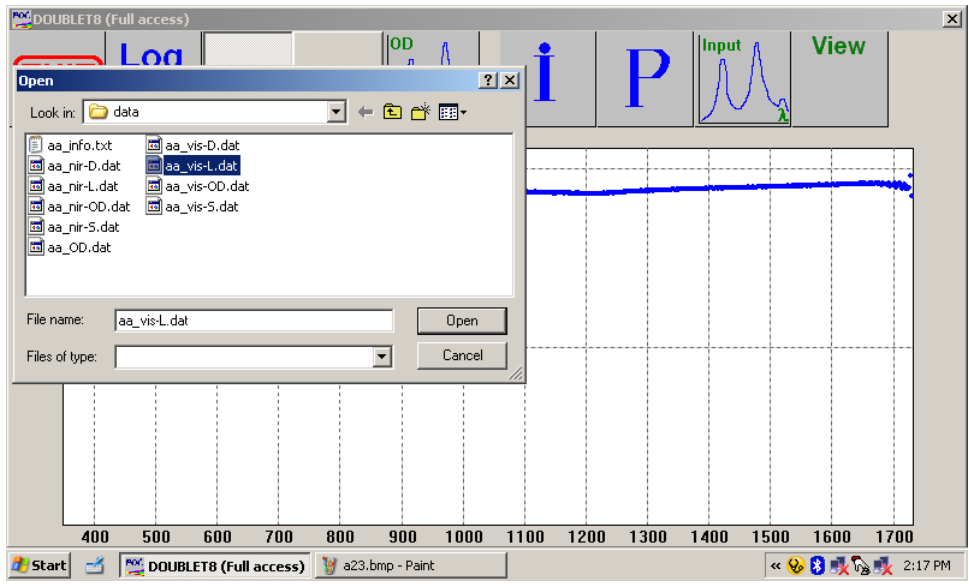 DOUBLET8 (Full access)
Log
OD
i
P
Input
λ
View
Open
Look in: data
aa_info.txt
aa_nir-D.dat
aa_nir-L.dat
aa_nir-OD.dat
aa_nir-S.dat
aa_OD.dat
aa_vis-D.dat
aa_vis-L.dat
aa_vis-OD.dat
aa_vis-S.dat
File name: aa_vis-L.dat
Open
Files of type:
Cancel
400 500 600 700 800 900 1000 1100 1200 1300 1400 1500 1600 1700
Start
DOUBLET8 (Full access)
a23.bmp - Paint
2:17 PM